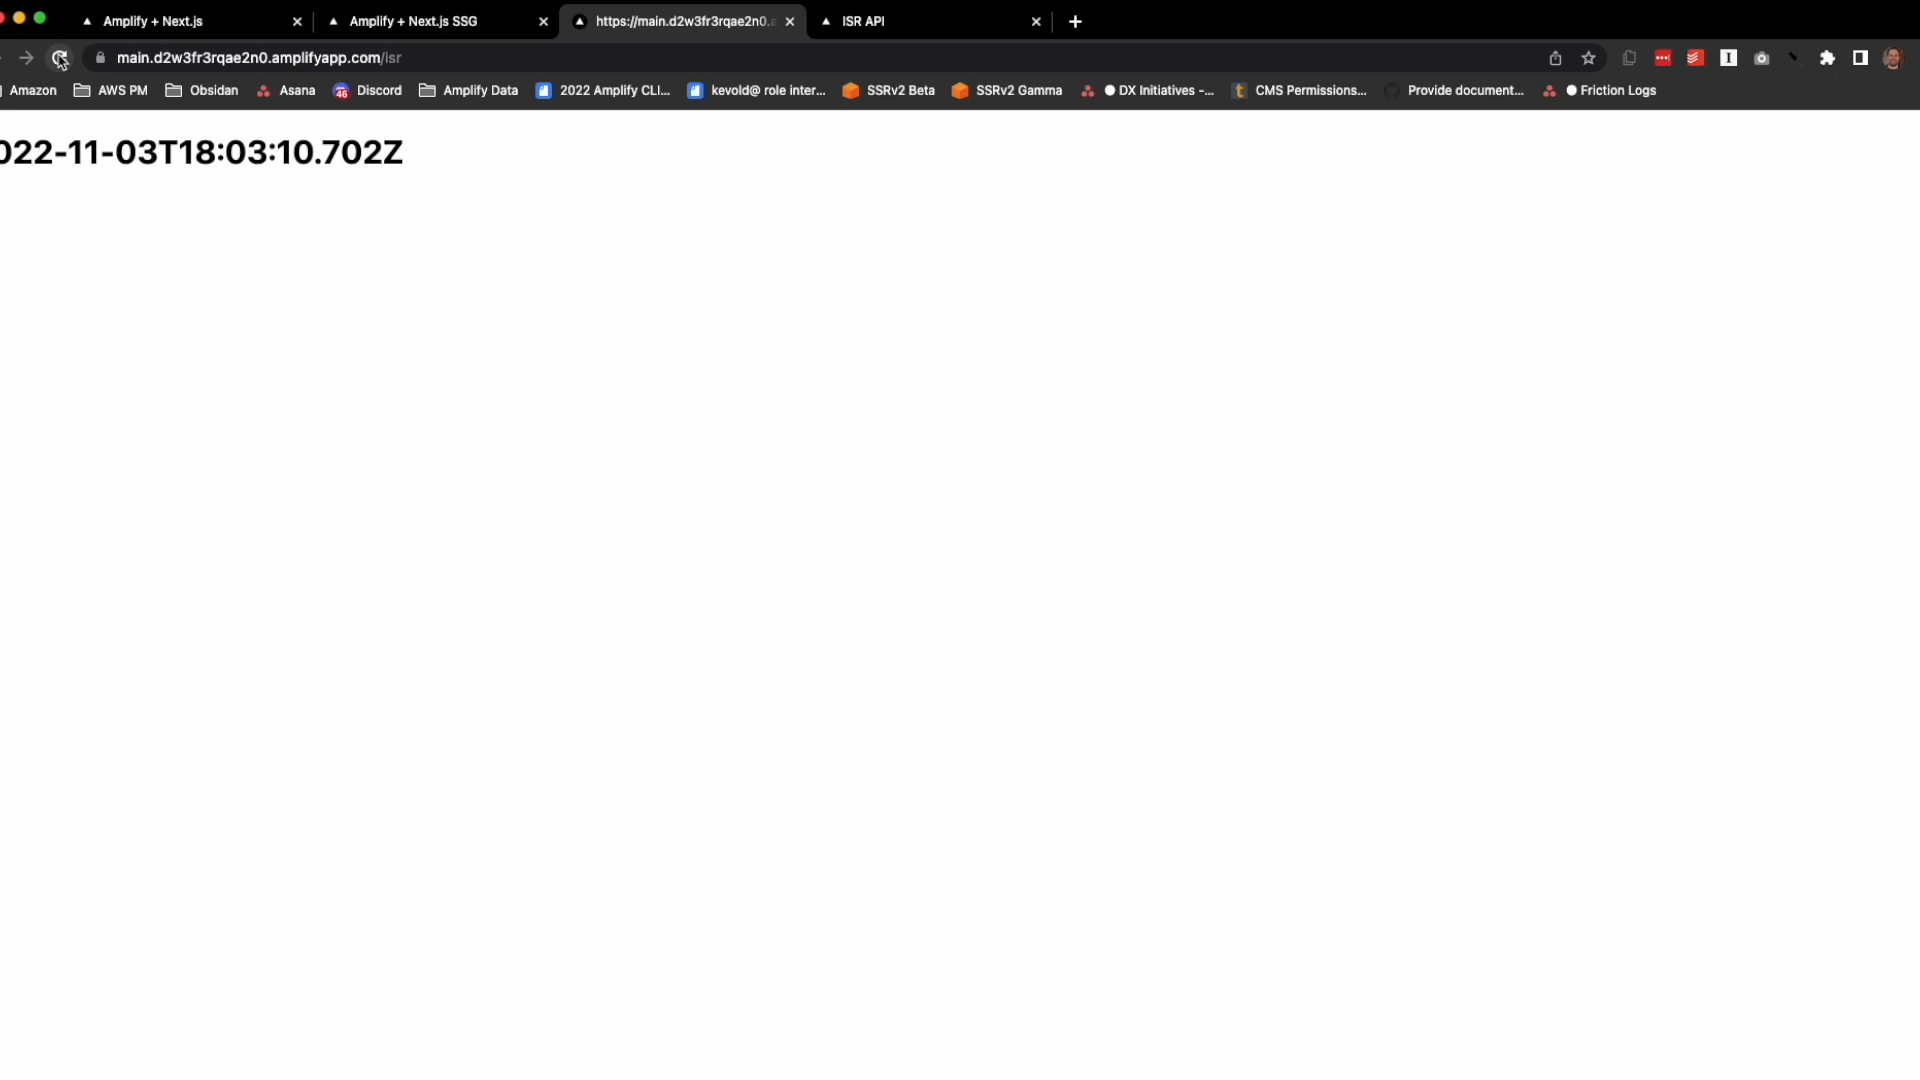 Amplify + Next.js
Amplify + Next.js SSG
https://main.d2w3fr3rqae2n0.a
ISR API
main.d2w3fr3rqae2n0.amplifyapp.com/isr
Amazon
AWS PM
Obsidan
Asana
46
Discord
Amplify Data
2022 Amplify CLI...
kevold@ role inter...
SSRv2 Beta
SSRv2 Gamma
DX Initiatives -...
t
CMS Permissions...
Provide document...
Friction Logs
022-11-03T18:03:10.702Z